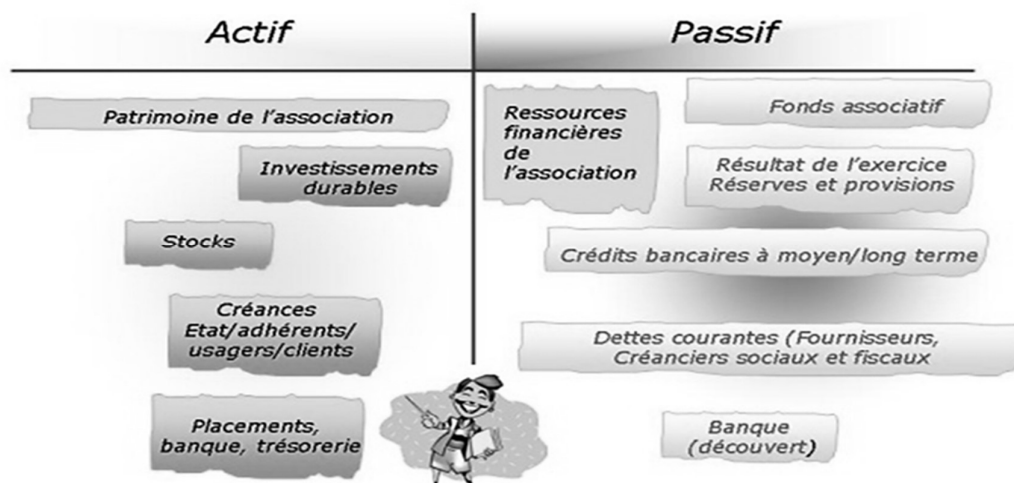 Actif
Passif
Patrimoine de l'association
Investissements
durables
Stocks
Créances
Etat/adhérents/
usagers/clients
Placements,
banque, trésorerie
Ressources
financières
de
l'association
Fonds associatif
Résultat de l'exercice
Réserves et provisions
Crédits bancaires à moyen/long terme
Dettes courantes (Fournisseurs,
Créanciers sociaux et fiscaux
Banque
(découvert)